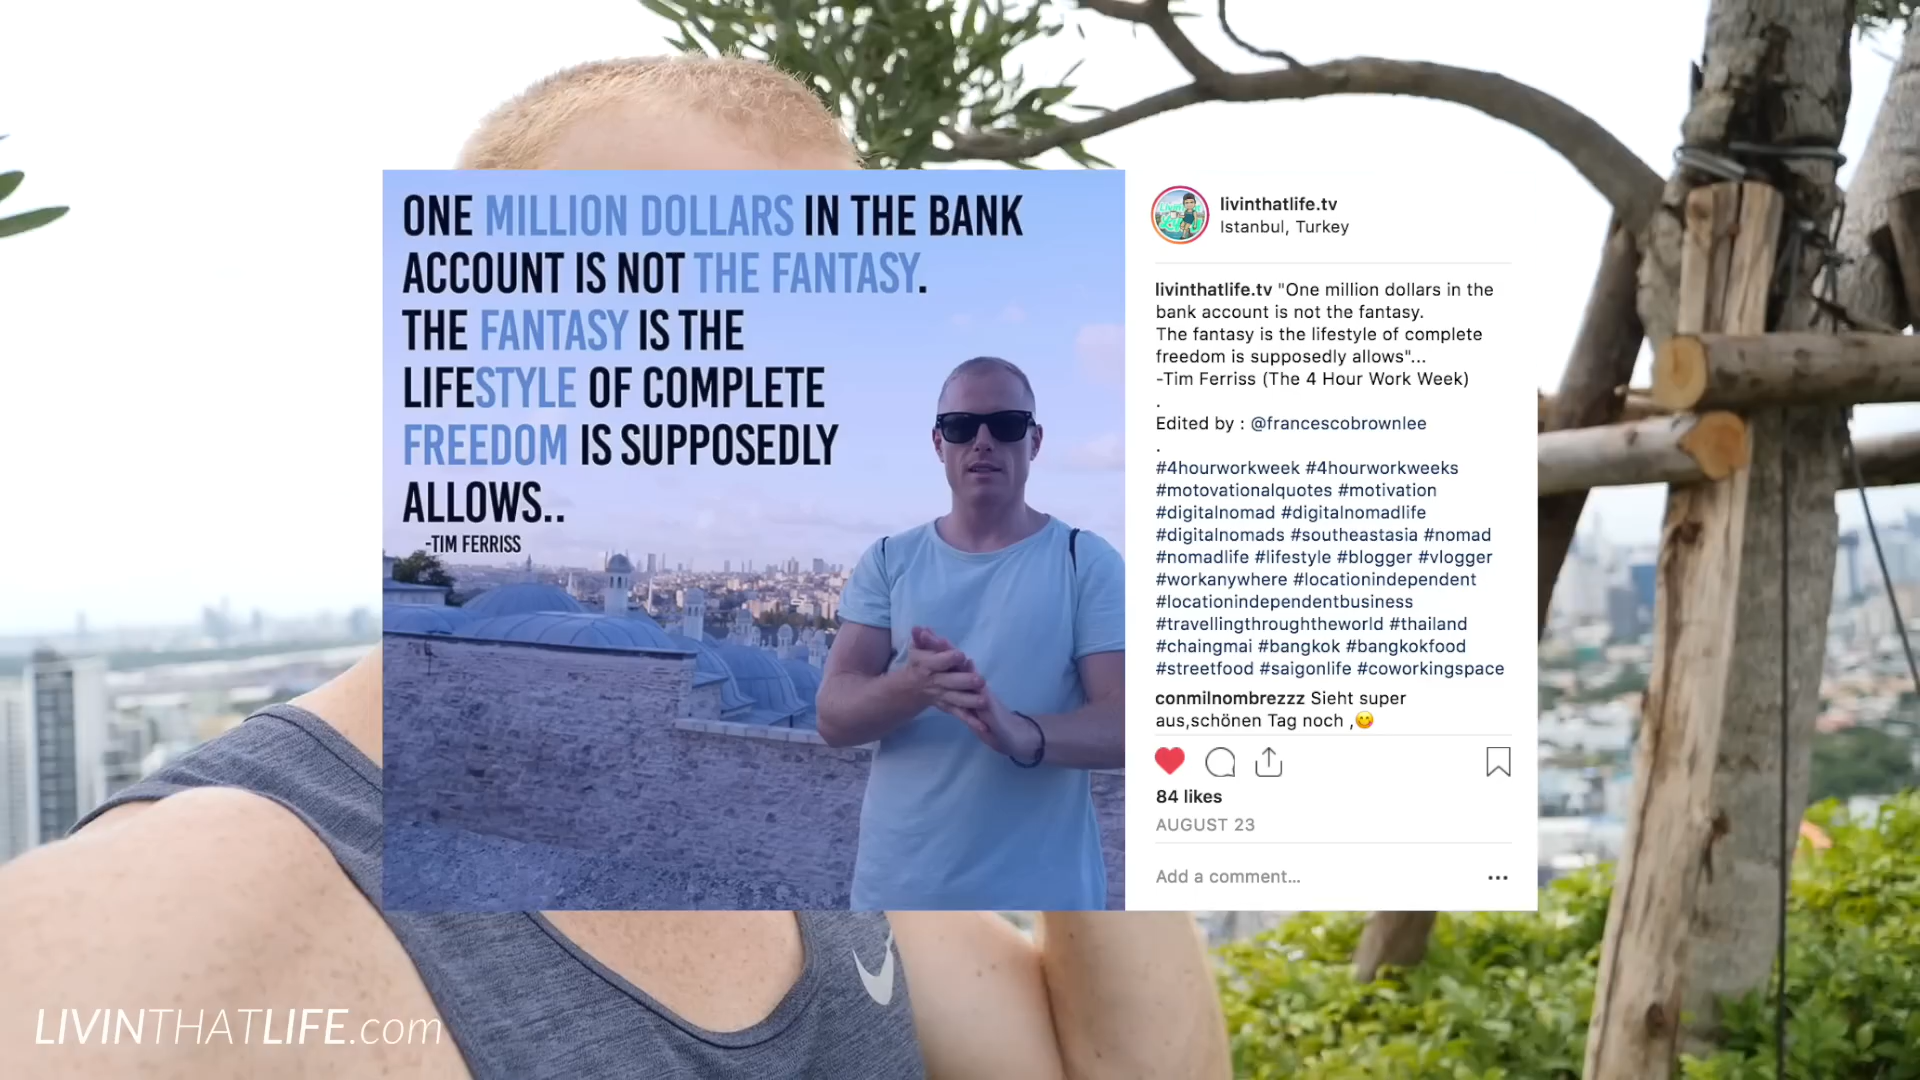 ONE MILLION DOLLARS IN THE BANK
ACCOUNT IS NOT THE FANTASY.
THE FANTASY IS THE
LIFESTYLE OF COMPLETE
FREEDOM IS SUPPOSEDLY
ALLOWS..
-TIM FERRISS
livinthatlife.tv
Istanbul, Turkey
livinthatlife.tv "One million dollars in the
bank account is not the fantasy.
The fantasy is the lifestyle of complete
freedom is supposedly allows"...
-Tim Ferriss (The 4 Hour Work Week)
.
Edited by : @francescobrownlee
.
#4hourworkweek #4hourworkweeks
#motovationalquotes #motivation
#digitalnomad #digitalnomadlife
#digitalnomads #southeastasia #nomad
#nomadlife #lifestyle #blogger #vlogger
#workanywhere #locationindependent
#locationindependentbusiness
#travellingthroughtheworld #thailand
#chaingmai #bangkok #bangkokfood
#streetfood #saigonlife #coworkingspace
conmilnombrezzz Sieht super
aus,schönen Tag noch ,😋
84 likes
AUGUST 23
Add a comment...
LIVINTHATLIFE.com